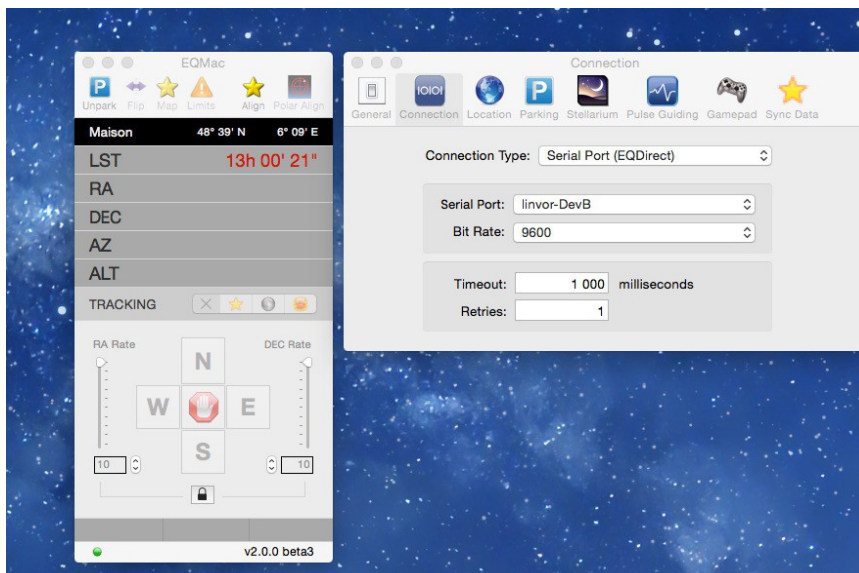 EQMac
Unpark Flip Map Limits Align Polar Align
Maison 48° 39' N 6° 09' E
LST 13h 00' 21"
RA
DEC
AZ
ALT
TRACKING
RA Rate DEC Rate
N
W E
S
10 10
v2.0.0 beta3
Connection
General Connection Location Parking Stellarium Pulse Guiding Gamepad Sync Data
Connection Type: Serial Port (EQDirect)
Serial Port: linvor-DevB
Bit Rate: 9600
Timeout: 1 000 milliseconds
Retries: 1